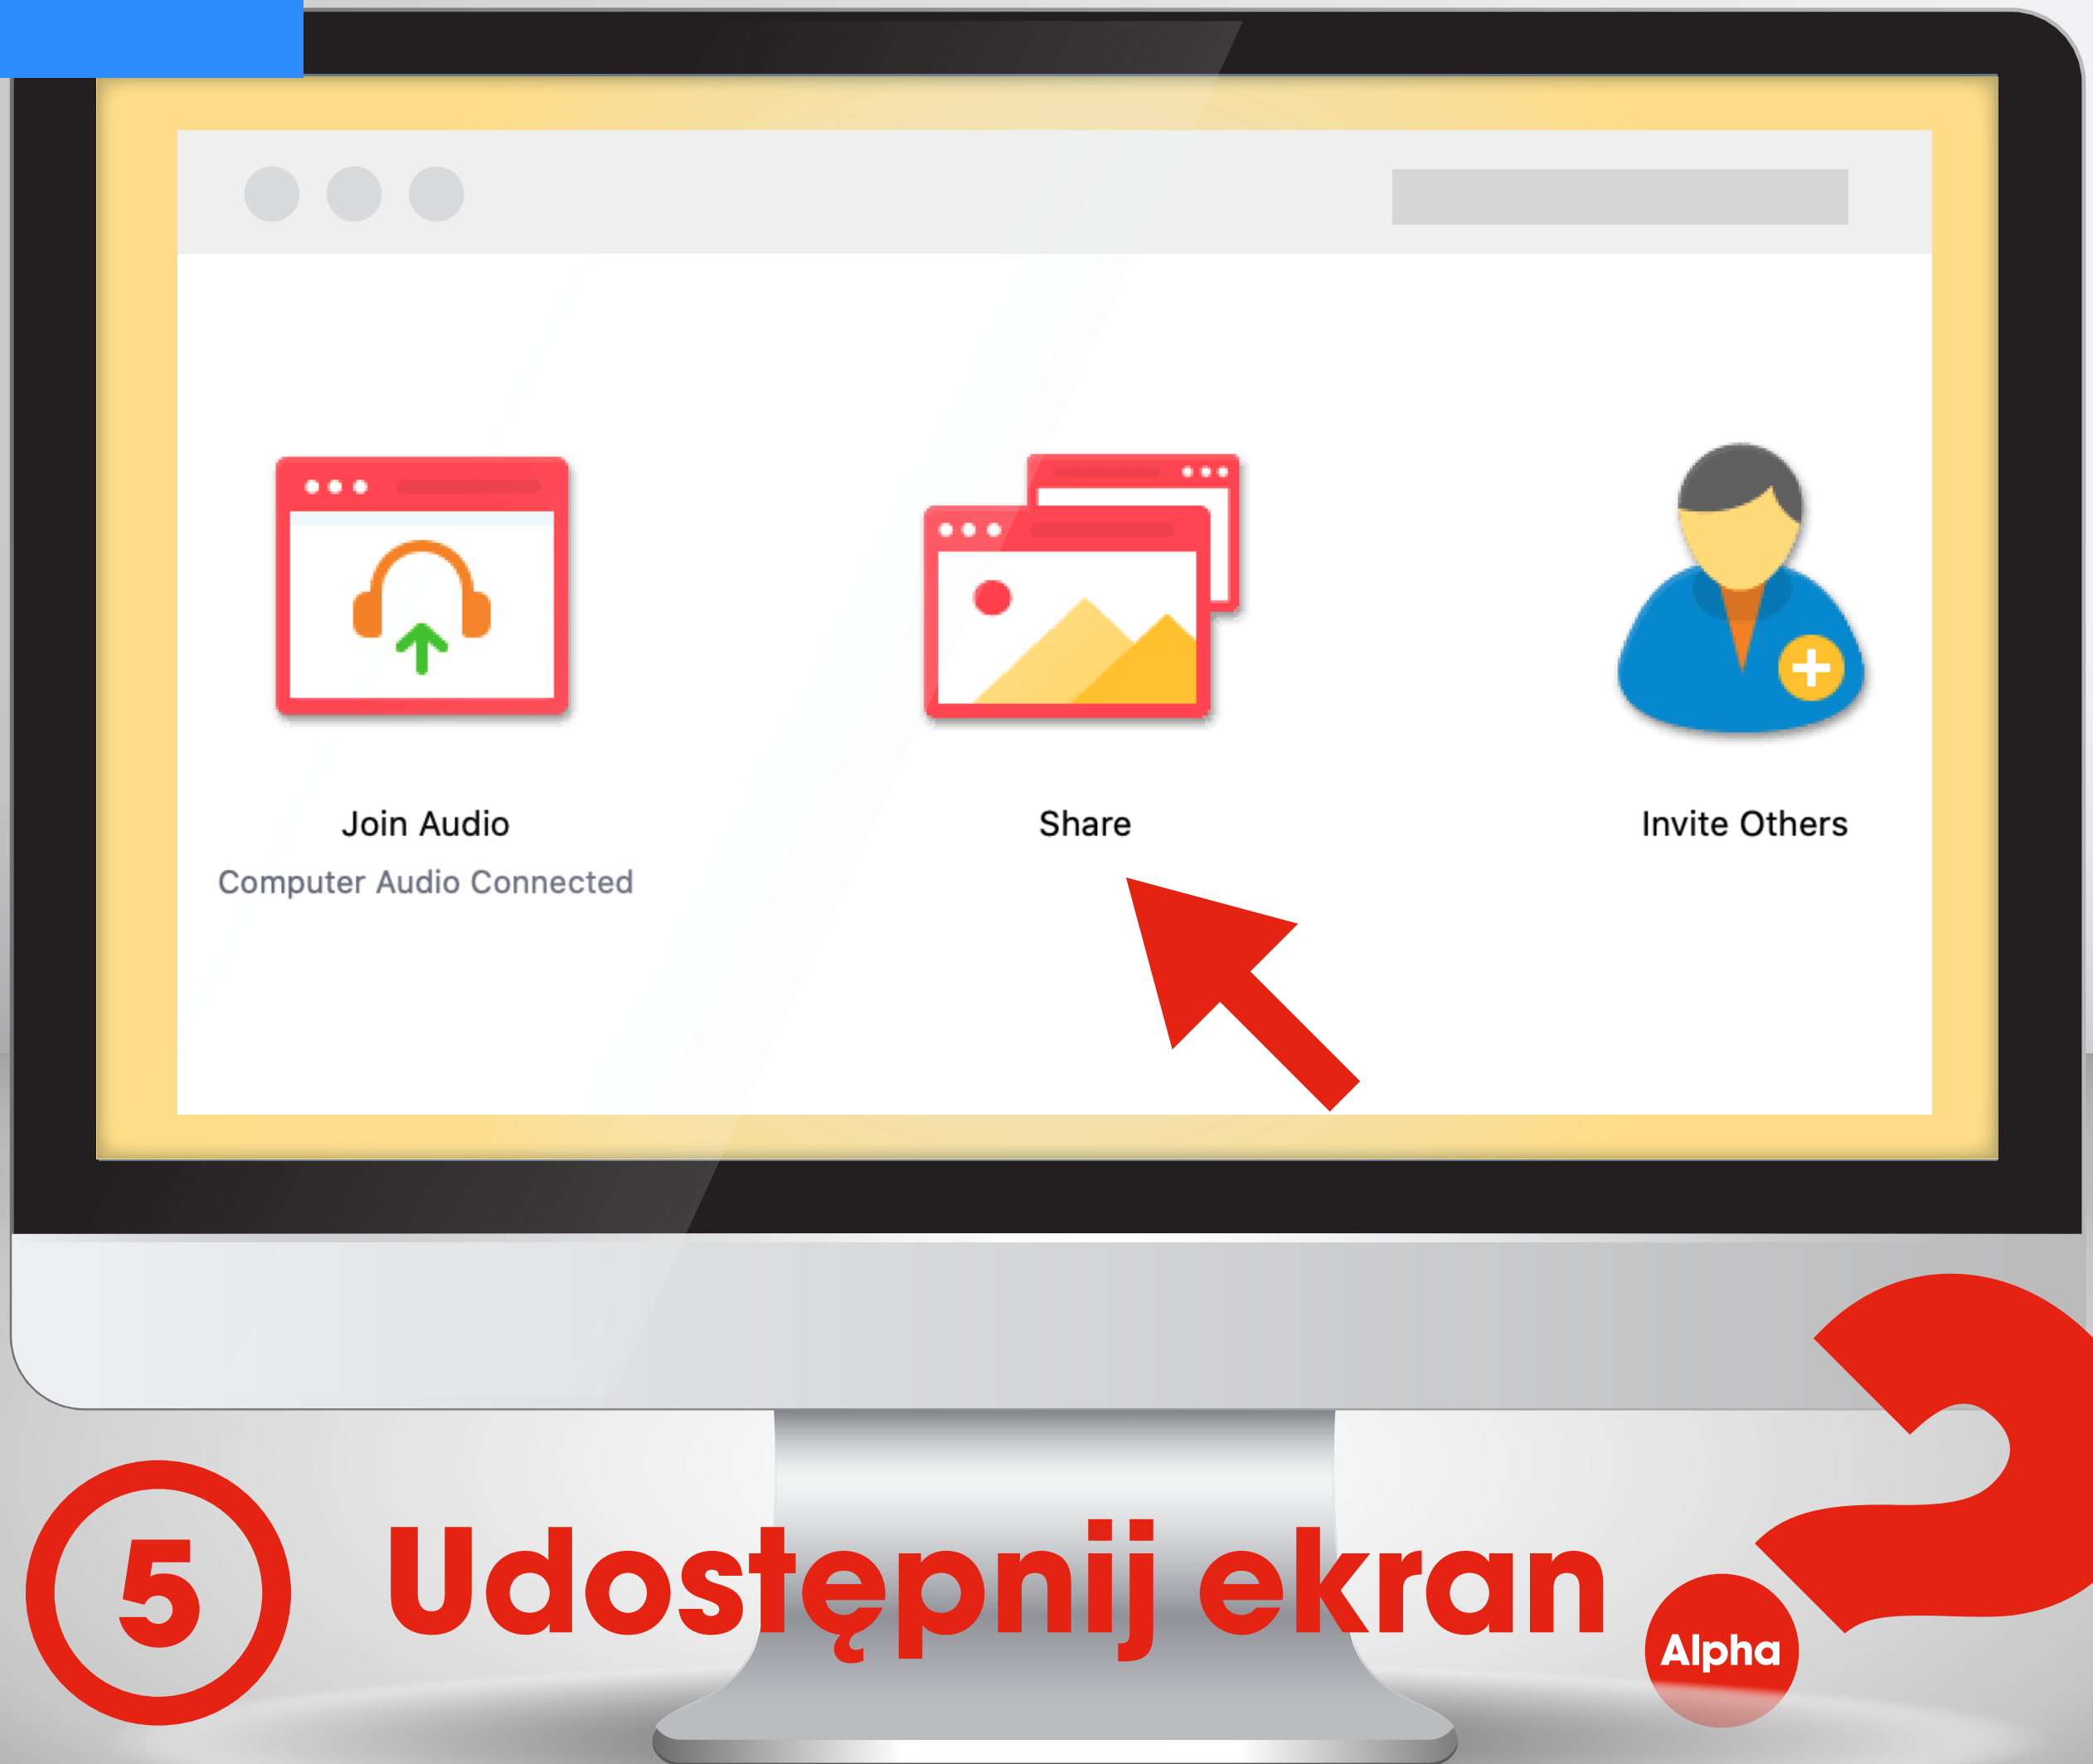 Join Audio
Share
Invite Others
Computer Audio Connected
5
Udostępnij ekran
Alpha